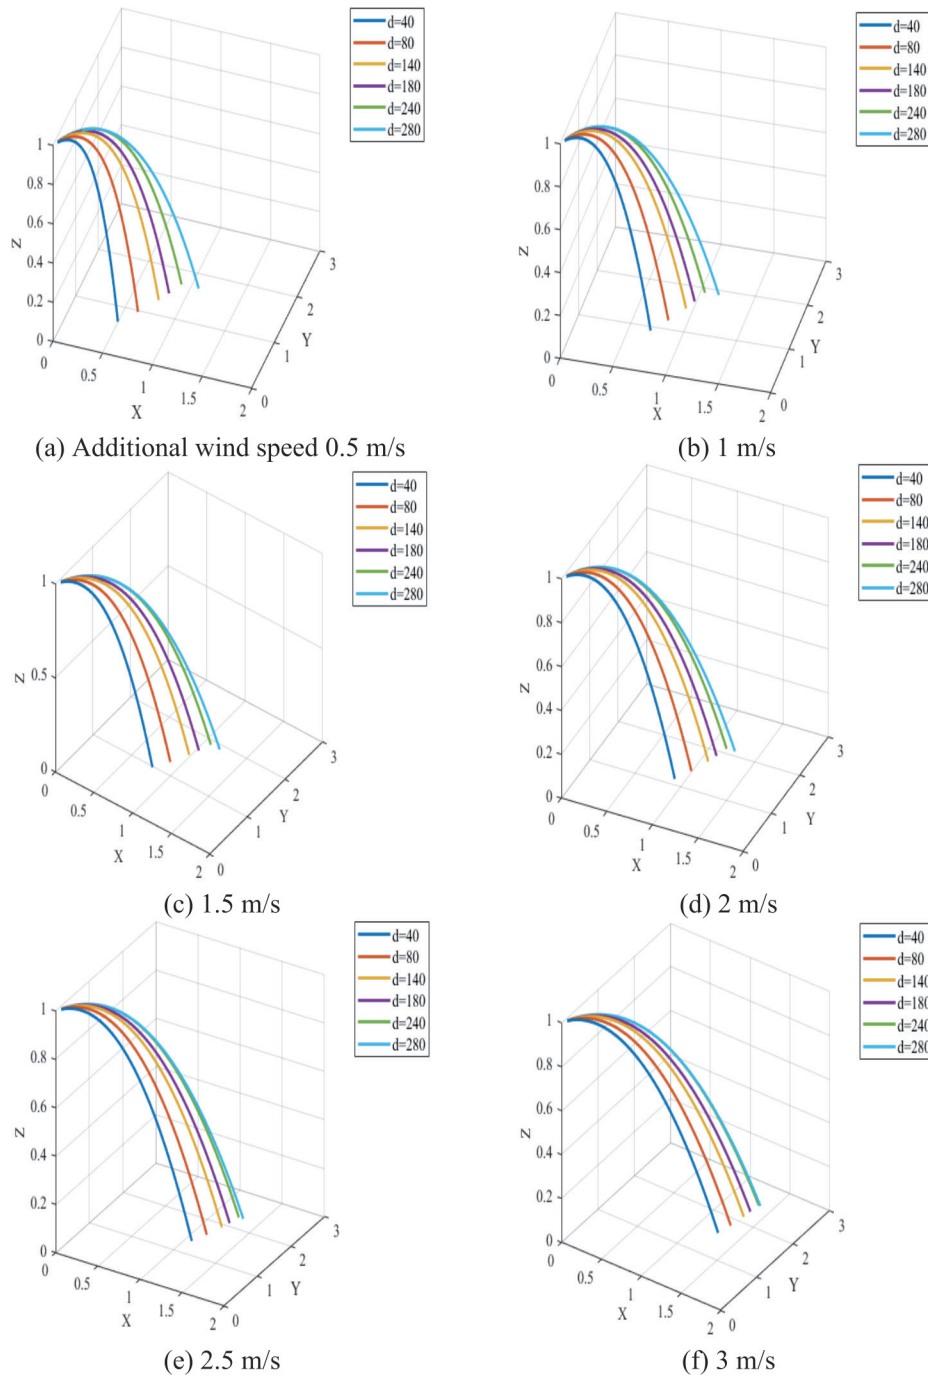 d=40
d=80
d=140
d=180
d=240
d=280
1
0.8
0.6
0.4
0.2
0
Z
0
0.5
1
1.5
2
X
0
1
2
3
Y
(a) Additional wind speed 0.5 m/s
d=40
d=80
d=140
d=180
d=240
d=280
1
0.8
0.6
0.4
0.2
0
Z
0
0.5
1
1.5
2
X
0
1
2
3
Y
(b) 1 m/s
d=40
d=80
d=140
d=180
d=240
d=280
1
0.5
0
Z
0
0.5
1
1.5
2
X
0
1
2
3
Y
(c) 1.5 m/s
d=40
d=80
d=140
d=180
d=240
d=280
1
0.8
0.6
0.4
0.2
0
Z
0
0.5
1
1.5
2
X
0
1
2
3
Y
(d) 2 m/s
d=40
d=80
d=140
d=180
d=240
d=280
1
0.8
0.6
0.4
0.2
0
Z
0
0.5
1
1.5
2
X
0
1
2
3
Y
(e) 2.5 m/s
d=40
d=80
d=140
d=180
d=240
d=280
1
0.8
0.6
0.4
0.2
0
Z
0
0.5
1
1.5
2
X
0
1
2
3
Y
(f) 3 m/s